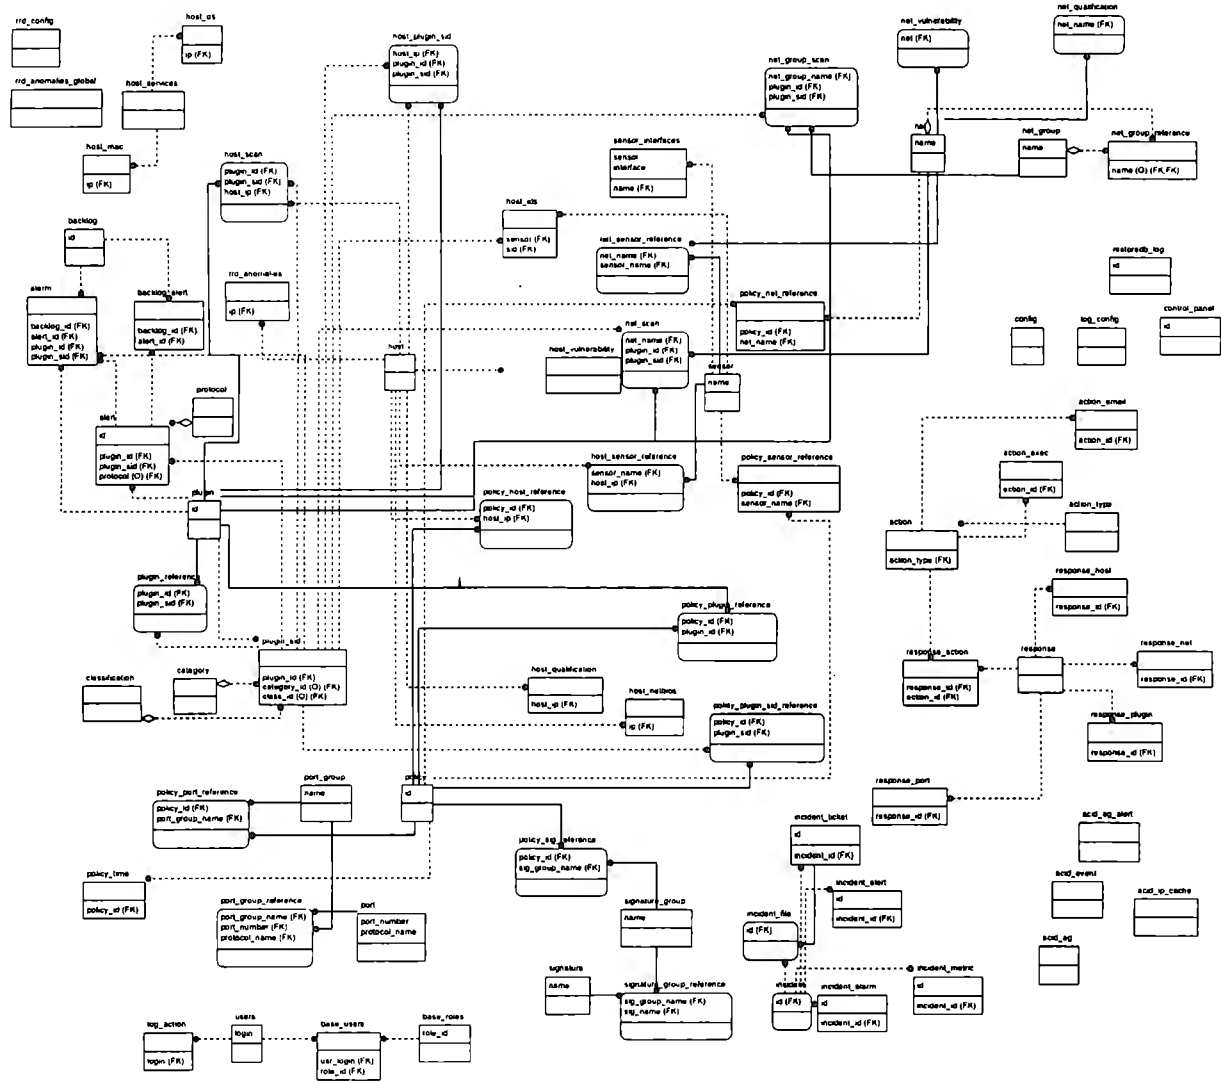 rrd_config
rrd_anomalies_global
host_os
ip (FK)
host_services
host_mac
ip (FK)
host_plugin_sid
host_ip (FK)
plugin_id (FK)
plugin_sid (FK)
net_group_scan
net_group_name (FK)
plugin_id (FK)
plugin_sid (FK)
net_vulnerability
net (FK)
net_qualification
net_name (FK)
name
net_group
name
net_group_reference
name (O) (FK,FK)
host_scan
plugin_id (FK)
plugin_sid (FK)
host_ip (FK)
sensor_interfaces
sensor
interface
name (FK)
host_ids
sensor (FK)
sid (FK)
net_sensor_reference
net_name (FK)
sensor_name (FK)
backlog
id
alarm
backlog_id (FK)
alert_id (FK)
plugin_id (FK)
plugin_sid (FK)
backlog_alert
backlog_id (FK)
alert_id (FK)
rrd_anomalies
ip (FK)
restoredb_log
id
policy_net_reference
policy_id (FK)
net_name (FK)
config
log_config
control_panel
id
net_scan
net_name (FK)
plugin_id (FK)
plugin_sid (FK)
host_vulnerability
host
sensor
name
protocol
alert
id
plugin_id (FK)
plugin_sid (FK)
protocol (O) (FK)
action_email
action_id (FK)
action_exec
action_id (FK)
action_type
action
action_type (FK)
host_sensor_reference
sensor_name (FK)
host_ip (FK)
policy_sensor_reference
policy_id (FK)
sensor_name (FK)
policy_host_reference
policy_id (FK)
host_ip (FK)
plugin
id
plugin_reference
plugin_id (FK)
plugin_sid (FK)
policy_plugin_reference
policy_id (FK)
plugin_id (FK)
response_host
response_id (FK)
plugin_sid
plugin_id (FK)
category_id (O) (FK)
class_id (O) (FK)
classification
category
host_qualification
host_ip (FK)
host_netbios
ip (FK)
policy_plugin_sid_reference
policy_id (FK)
plugin_sid (FK)
response_action
response_id (FK)
action_id (FK)
response
response_net
response_id (FK)
response_plugin
response_id (FK)
response_port
response_id (FK)
policy_port_reference
policy_id (FK)
port_group_name (FK)
port_group
name
policy
id
policy_time
policy_id (FK)
policy_sig_reference
policy_id (FK)
sig_group_name (FK)
incident_ticket
id
incident_id (FK)
acid_ag_alert
acid_event
acid_ip_cache
acid_ag
port_group_reference
port_group_name (FK)
port_number (FK)
protocol_name (FK)
port
port_number
protocol_name
signature_group
name
incident_file
id (FK)
incident_alert
id
incident_id (FK)
signature
name
signature_group_reference
sig_group_name (FK)
sig_name (FK)
incident
id (FK)
incident_alarm
id
incident_id (FK)
incident_metric
id
incident_id (FK)
log_action
login (FK)
users
login
base_users
usr_login (FK)
role_id (FK)
base_roles
role_id